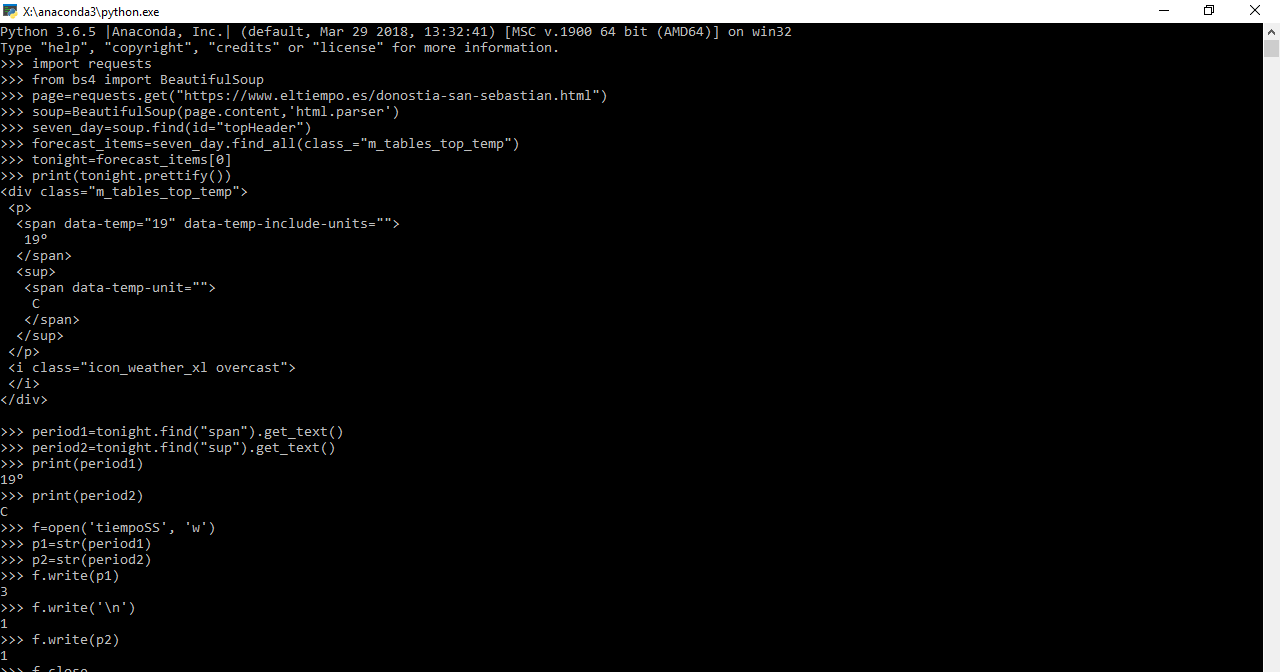 X:\anaconda3\python.exe
Python 3.6.5 |Anaconda, Inc.| (default, Mar 29 2018, 13:32:41) [MSC v.1900 64 bit (AMD64)] on win32
Type "help", "copyright", "credits" or "license" for more information.
>>> import requests
>>> from bs4 import BeautifulSoup
>>> page=requests.get("https://www.eltiempo.es/donostia-san-sebastian.html")
>>> soup=BeautifulSoup(page.content,'html.parser')
>>> seven_day=soup.find(id="topHeader")
>>> forecast_items=seven_day.find_all(class_="m_tables_top_temp")
>>> tonight=forecast_items[0]
>>> print(tonight.prettify())
<div class="m_tables_top_temp">
 <p>
  <span data-temp="19" data-temp-include-units="">
   19º
  </span>
  <sup>
   <span data-temp-unit="">
    C
   </span>
  </sup>
 </p>
 <i class="icon_weather_xl overcast">
 </i>
</div>

>>> period1=tonight.find("span").get_text()
>>> period2=tonight.find("sup").get_text()
>>> print(period1)
19º
>>> print(period2)
C
>>> f=open('tiempoSS', 'w')
>>> p1=str(period1)
>>> p2=str(period2)
>>> f.write(p1)
3
>>> f.write('\n')
1
>>> f.write(p2)
1
>>> f.close